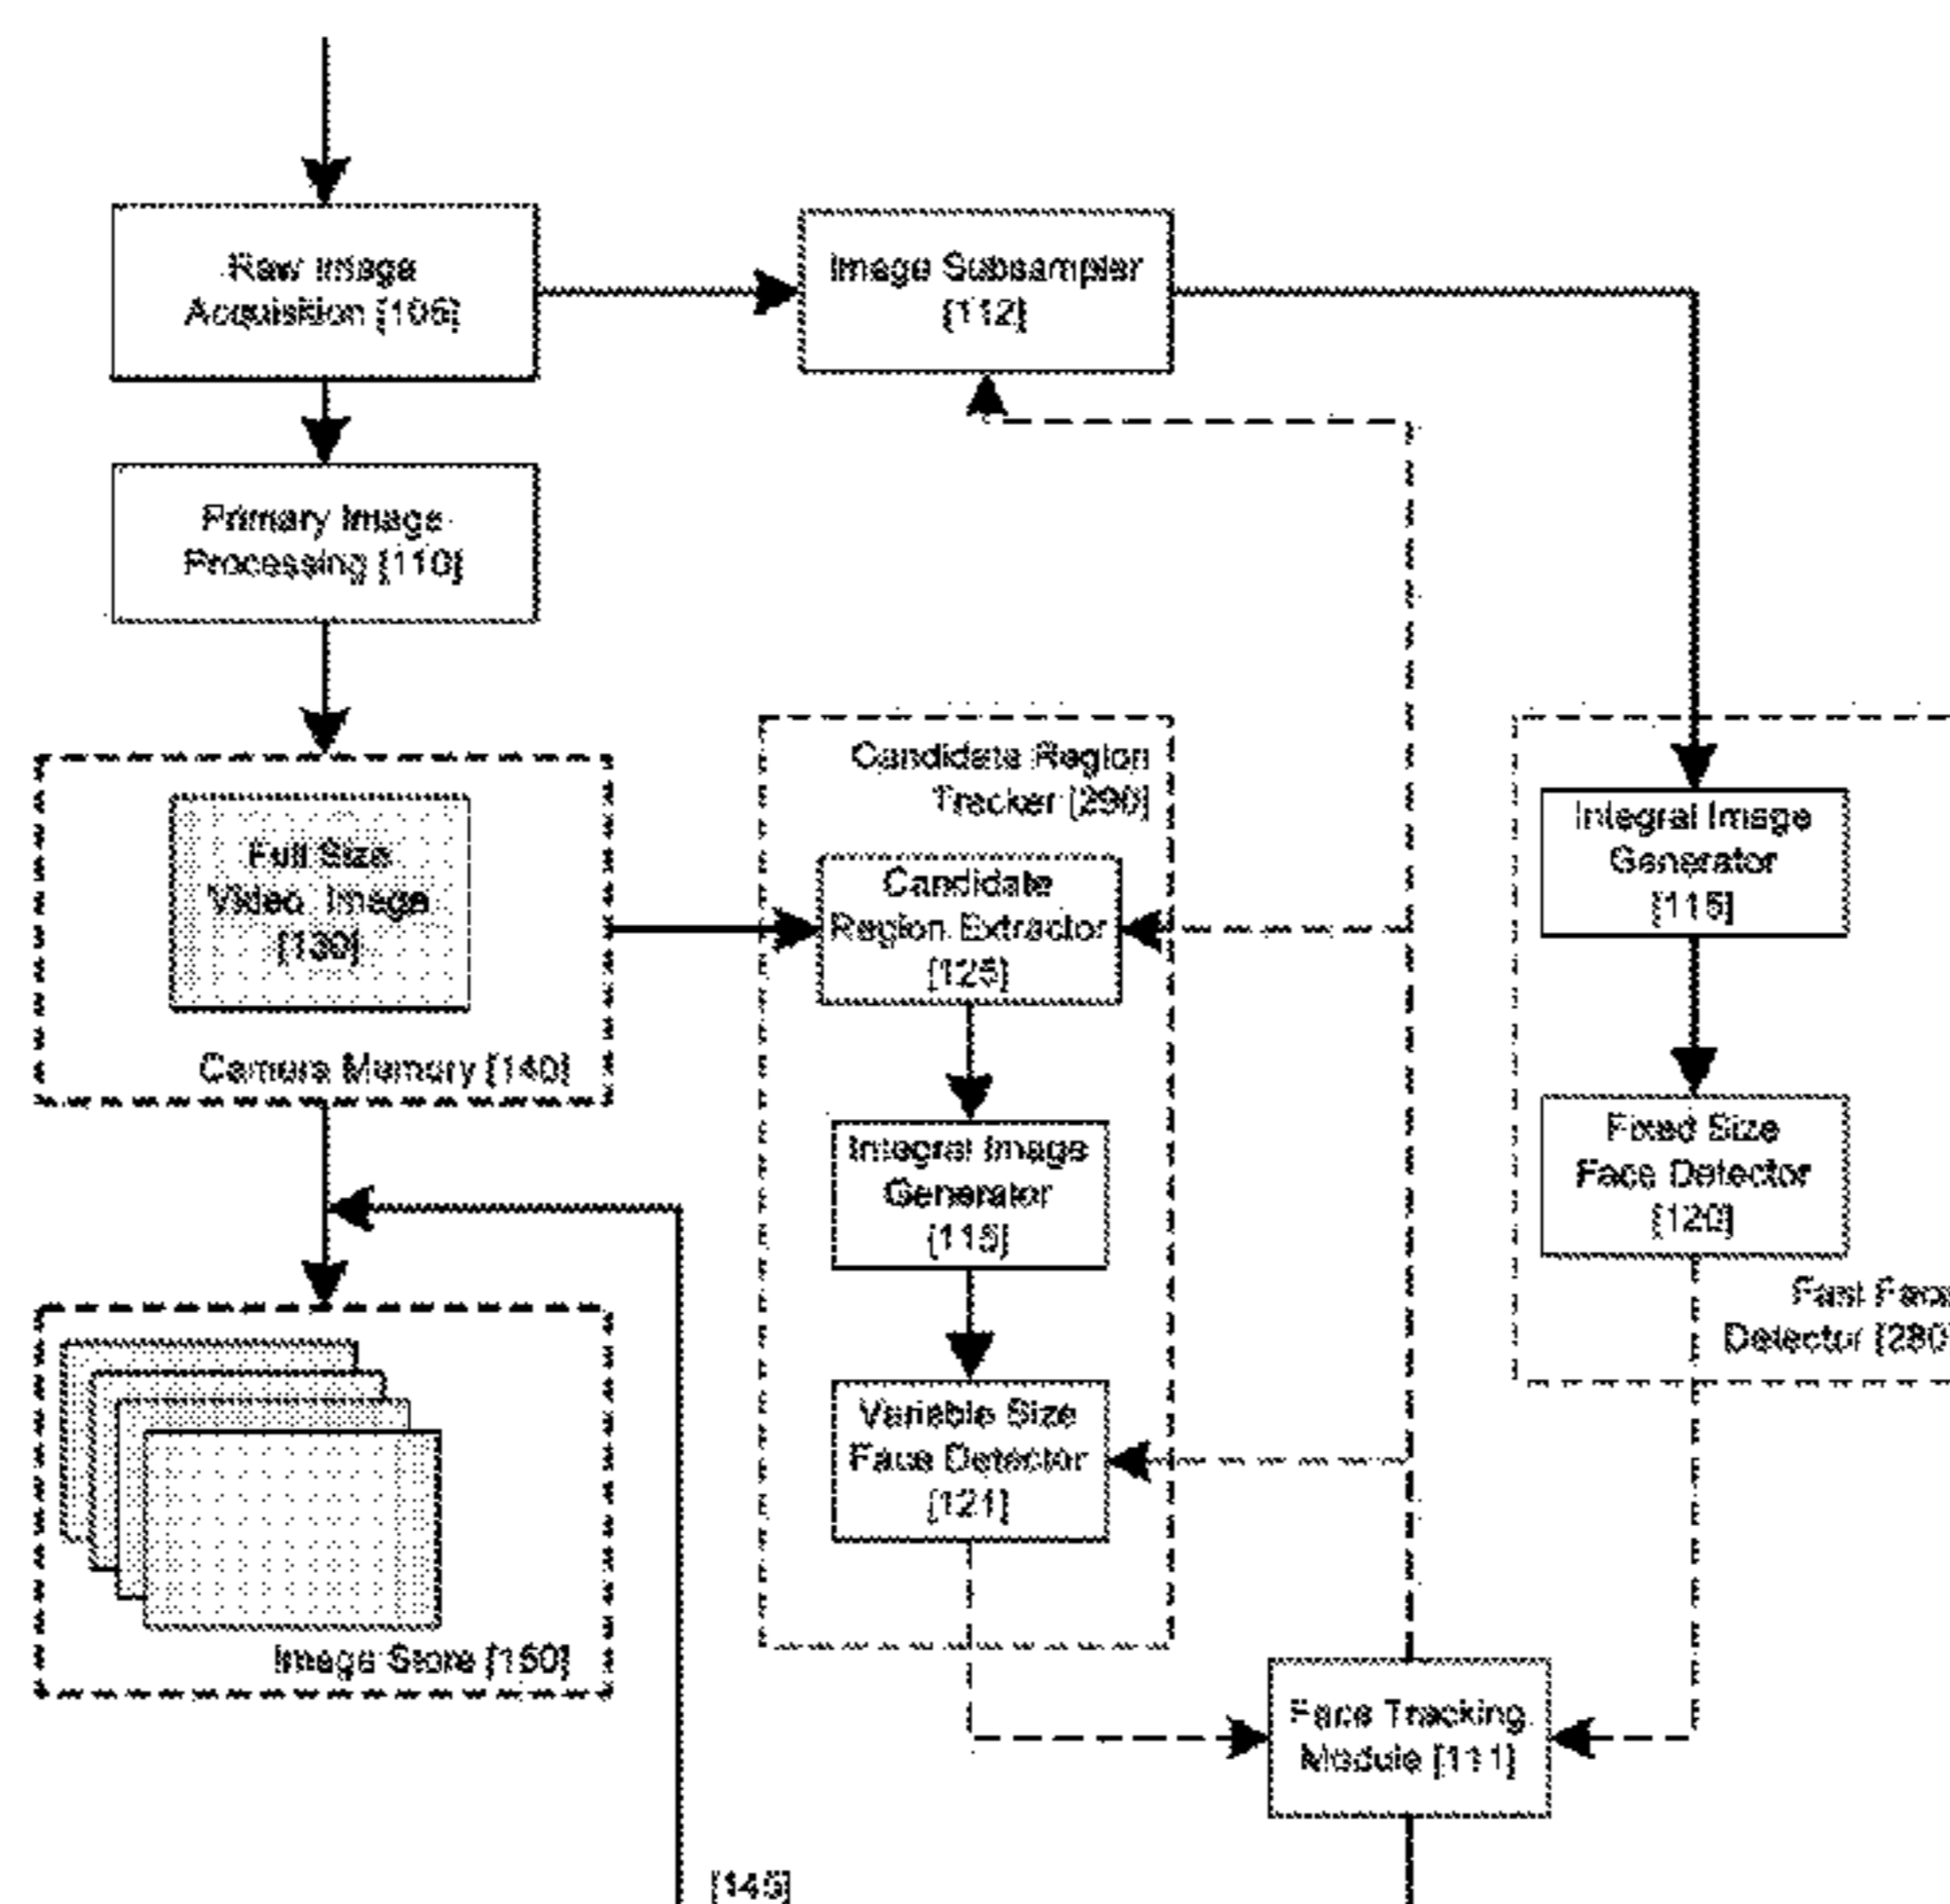 Raw Image
Acquisition [105]
Image Subsampler
[112]
Primary Image
Processing [110]
Candidate Region
Tracker [290]
Full Size
Video Image
[130]
Camera Memory [140]
Candidate
Region Extractor
[125]
Integral Image
Generator
[115]
Integral Image
Generator
[115]
Fixed Size
Face Detector
[120]
Fast Face
Detector [280]
Variable Size
Face Detector
[121]
Image Store [150]
Face Tracking
Module [111]
[145]